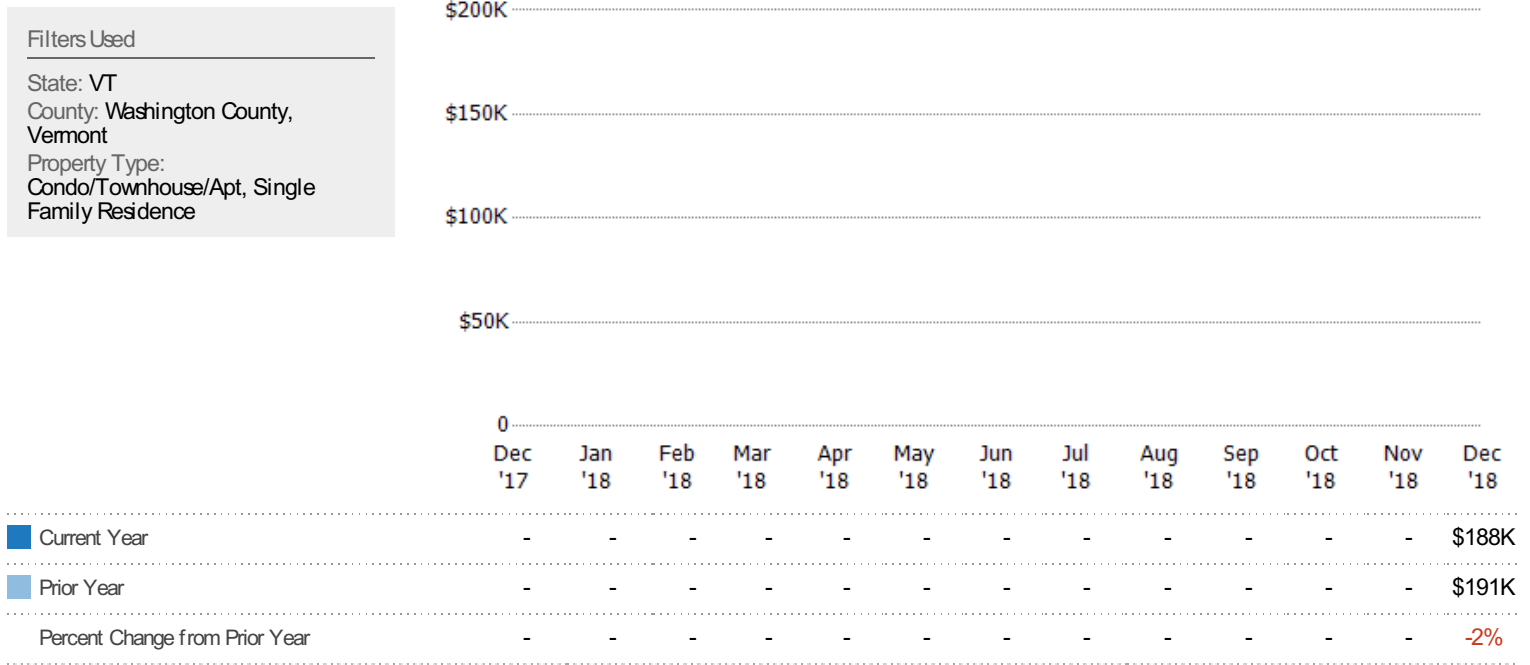 Filters Used
State: VT
County: Washington County,
Vermont
Property Type:
Condo/Townhouse/Apt, Single
Family Residence
$200K
$150K
$100K
$50K
0
Dec Jan Feb Mar Apr May Jun Jul Aug Sep Oct Nov Dec
'17 '18 '18 '18 '18 '18 '18 '18 '18 '18 '18 '18 '18
Current Year - - - - - - - - - - - - $188K
Prior Year - - - - - - - - - - - - $191K
Percent Change from Prior Year - - - - - - - - - - - - -2%